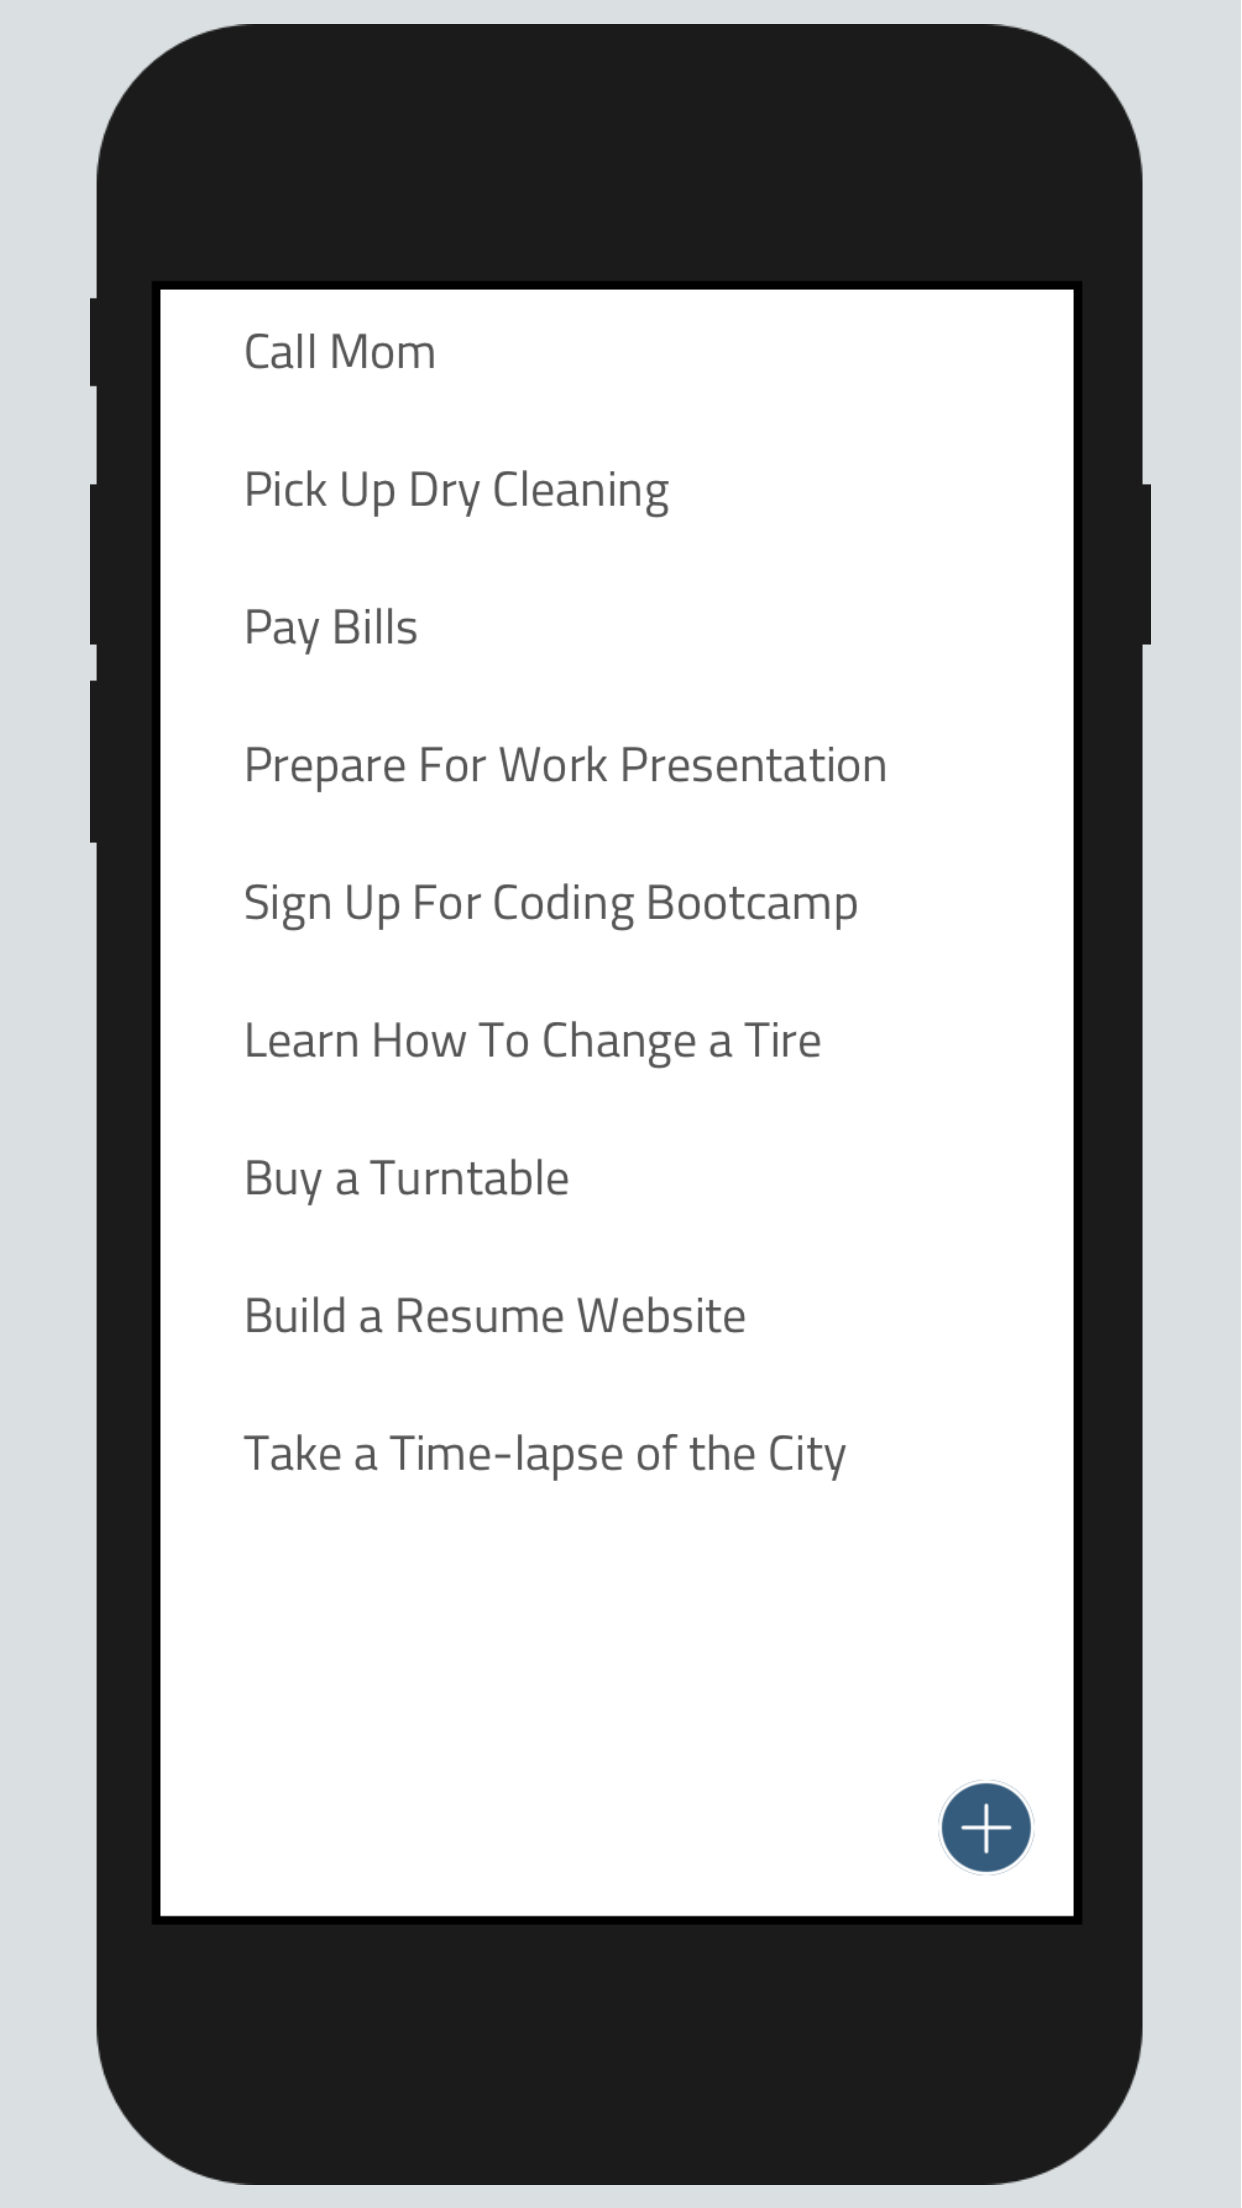 Call Mom
Pick Up Dry Cleaning
Pay Bills
Prepare For Work Presentation
Sign Up For Coding Bootcamp
Learn How To Change a Tire
Buy a Turntable
Build a Resume Website
Take a Time-lapse of the City